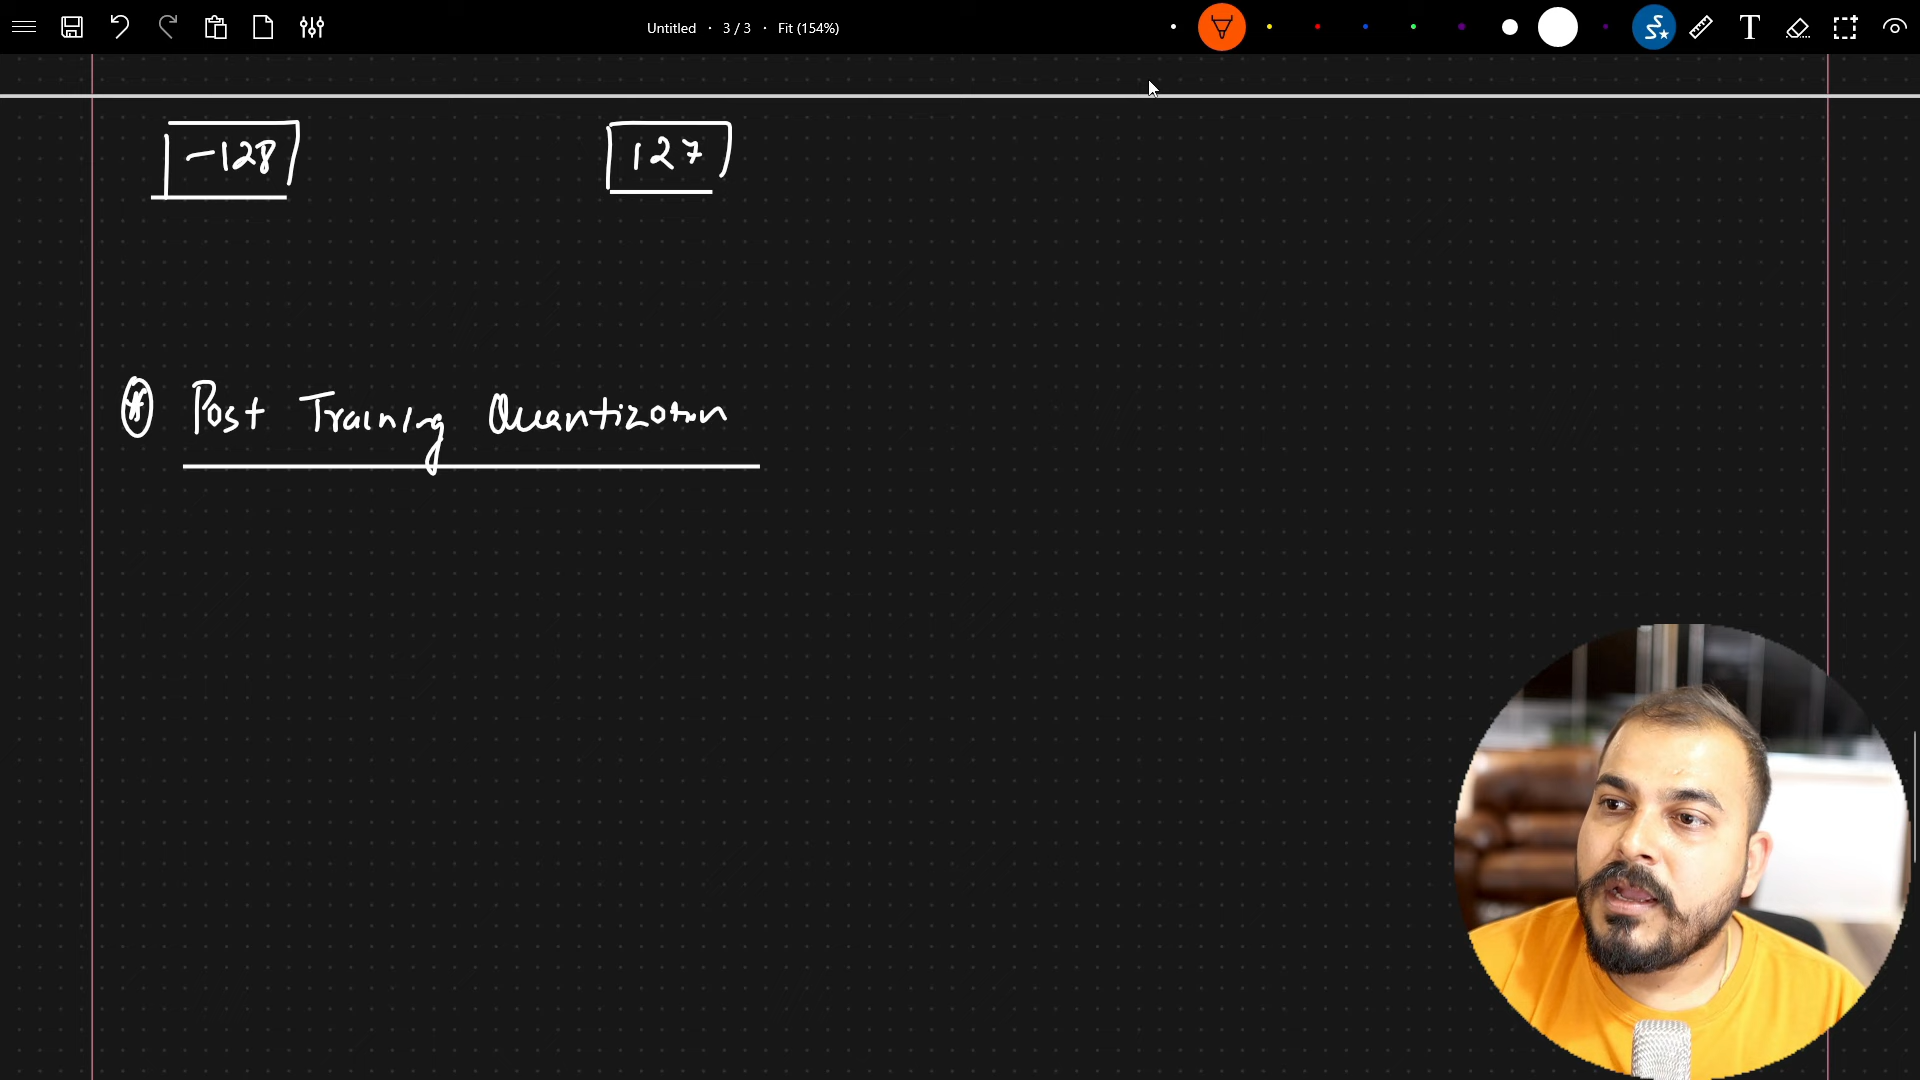 Untitled · 3 / 3 · Fit (154%)
-128 127
Post Training Quantization